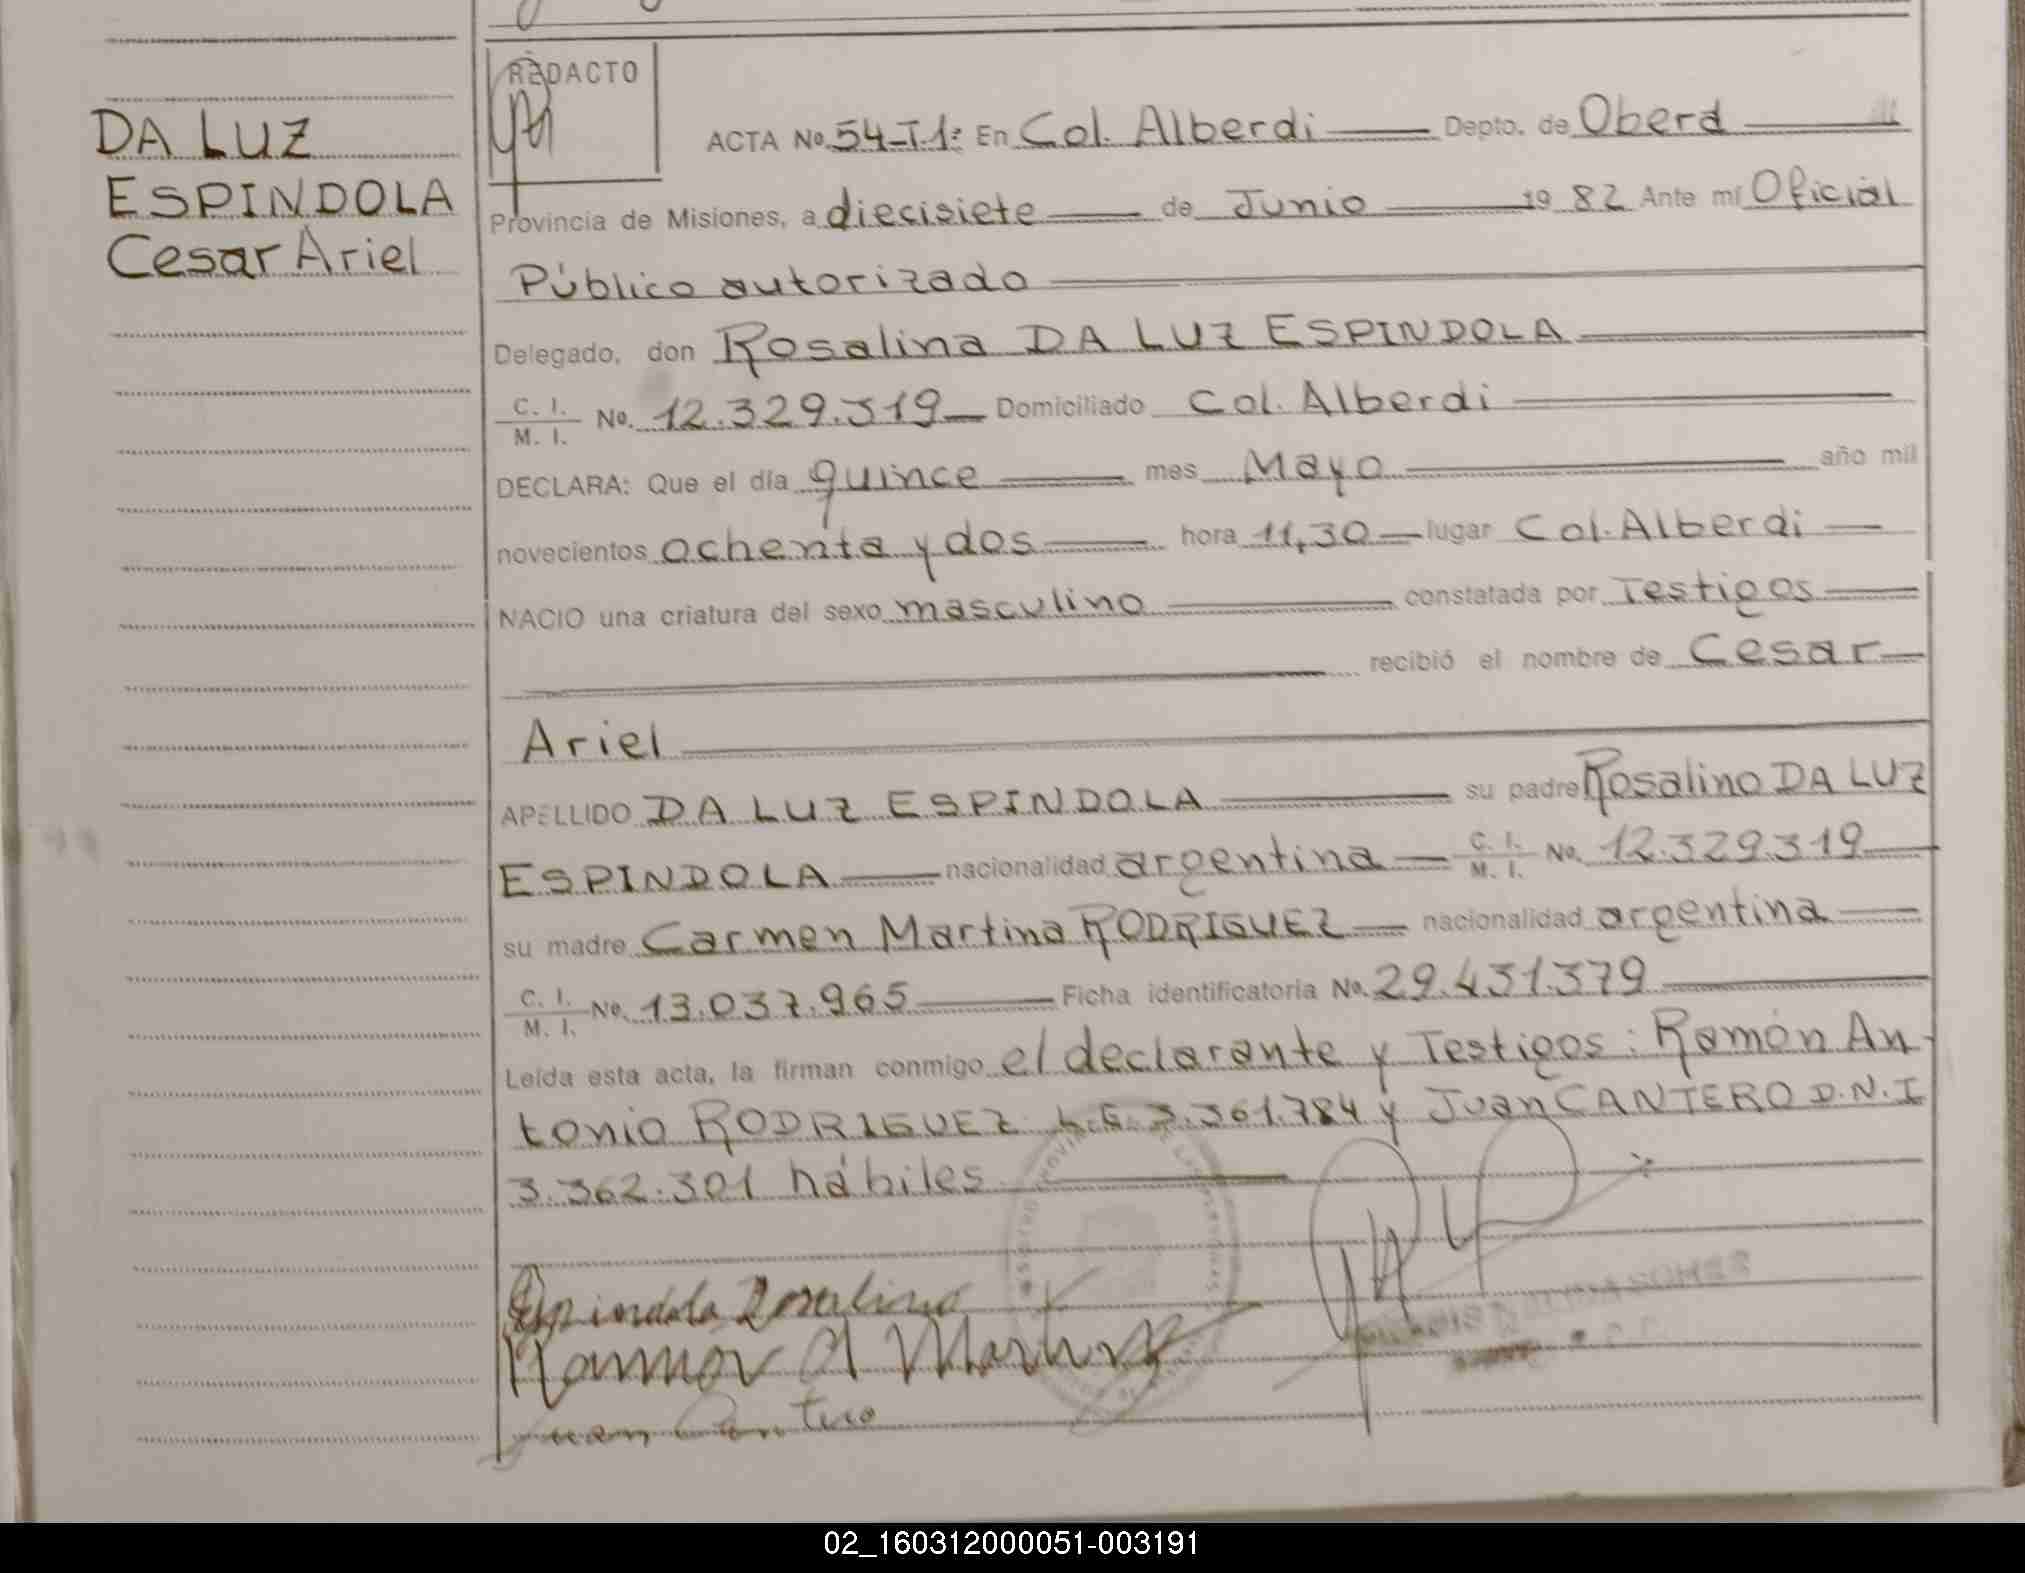 DA LUZ
ESPINDOLA
Cesar Ariel
REDACTO
ACTA No. 54-T.1º En Col. Alberdi Depto. de Oberá
Provincia de Misiones, a diecisiete de Junio 1982 Ante mí Oficial
Público autorizado
Delegado, don Rosalina DA LUZ ESPINDOLA
C. I.
M. I. No. 12.329.319 Domiciliado Col. Alberdi
DECLARA: Que el día quince mes Mayo año mil
novecientos ochenta y dos hora 11,30 lugar Col. Alberdi
NACIO una criatura del sexo masculino constatada por Testigos
recibió el nombre de Cesar
Ariel
APELLIDO DA LUZ ESPINDOLA su padre Rosalino DA LUZ
ESPINDOLA nacionalidad argentina C. I. M. I. No. 12.329.319
su madre Carmen Martina RODRIGUEZ nacionalidad argentina
C. I.
M. I. No. 13.037.965 Ficha identificatoria No. 29.431.379
Leída esta acta, la firman conmigo el declarante y Testigos: Ramón An-
tonio RODRIGUEZ L.E. 3.361.784 y Juan CANTERO D.N.I
3.362.301 hábiles
Espindola Rosalino
Juan Cantero
02_160312000051-003191